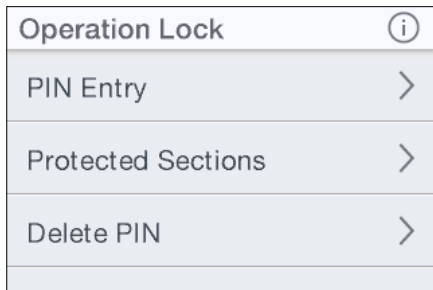 Operation Lock
PIN Entry
Protected Sections
Delete PIN